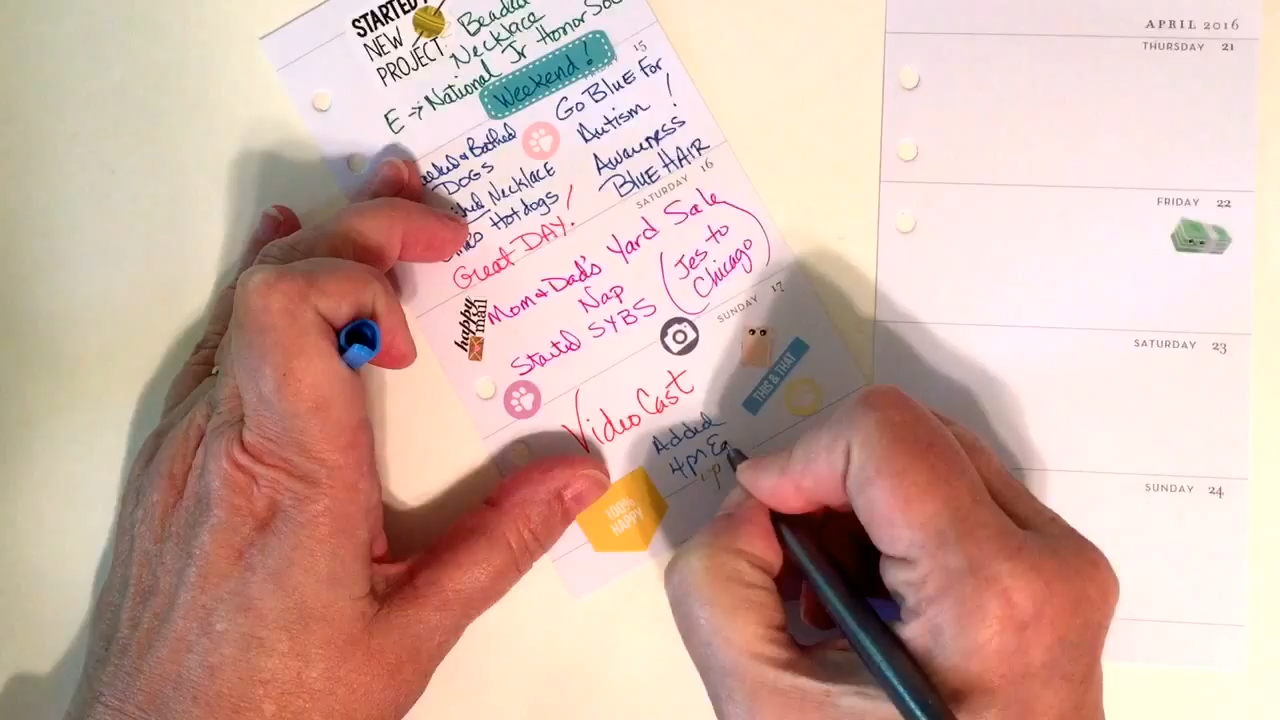 STARTED
NEW
PROJECT:
Beaded
Necklace
E → National Jr Honor Soc
Weekend!
15
Go BLUE For
Autism !
Awareness
BLUE HAIR
Bathed
DOGS
Necklace
Hotdogs
Great DAY!
SATURDAY 16
happy
mail
Mom & Dad's Yard Sale
Nap
Started SYBS
(Jes to
Chicago)
SUNDAY 17
THIS & THAT
Video Cast
Added
4pm
100%
HAPPY
APRIL 2016
THURSDAY 21
FRIDAY 22
SATURDAY 23
SUNDAY 24